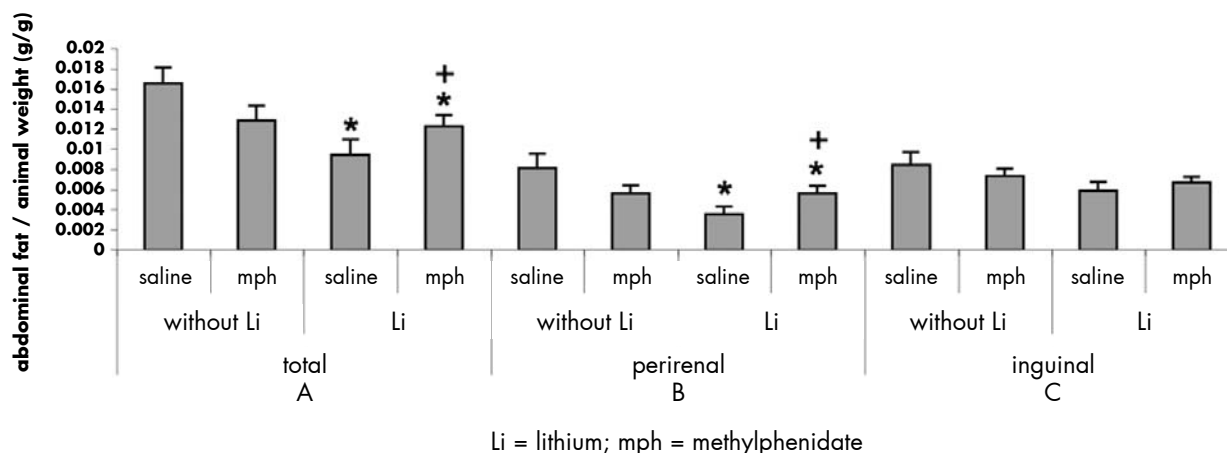 abdominal fat / animal weight (g/g)
0.02
0.018
0.016
0.014
0.012
0.01
0.008
0.006
0.004
0.002
0
+
*
*
+
*
*
saline mph saline mph saline mph saline mph saline mph saline mph
without Li Li without Li Li without Li Li
total perirenal inguinal
A B C
Li = lithium; mph = methylphenidate